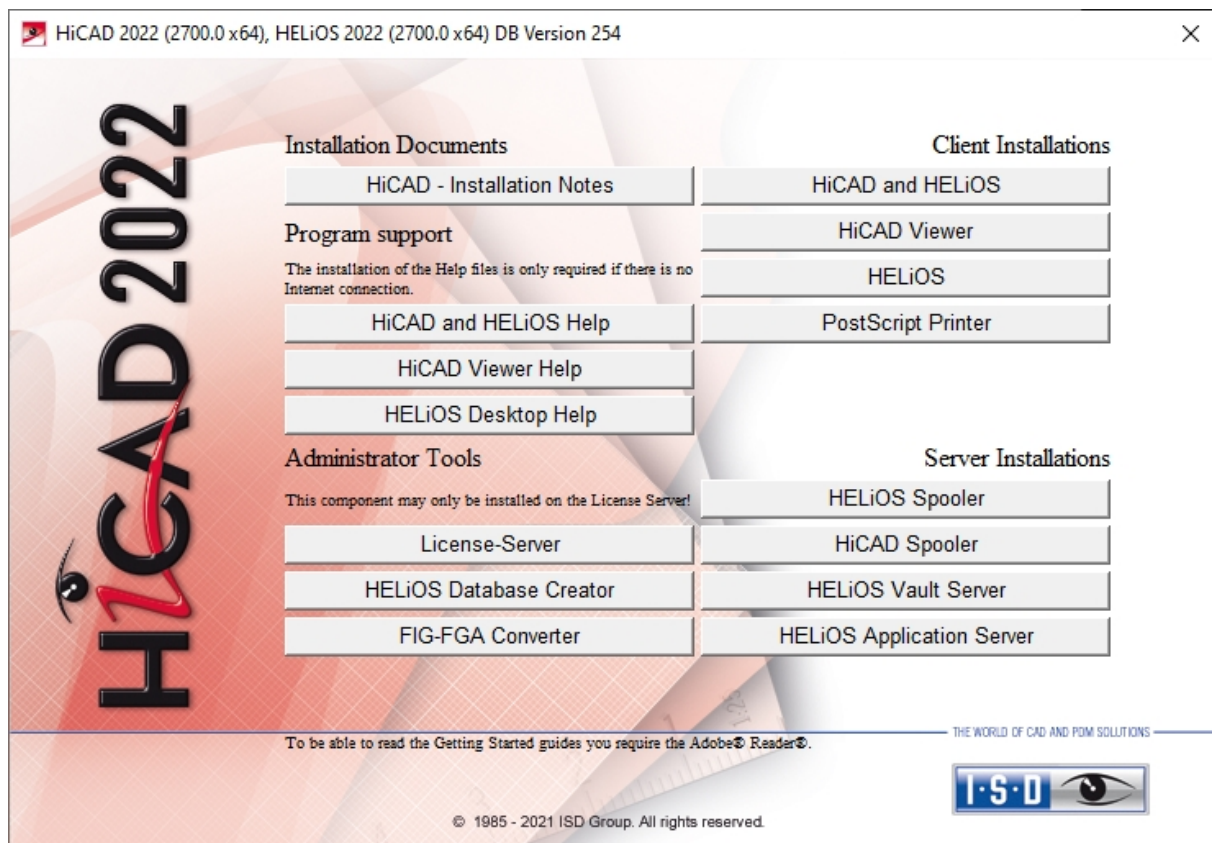 HiCAD 2022 (2700.0 x64), HELiOS 2022 (2700.0 x64) DB Version 254
HiCAD 2022
Installation Documents
HiCAD - Installation Notes
Program support
The installation of the Help files is only required if there is no
Internet connection.
HiCAD and HELiOS Help
HiCAD Viewer Help
HELiOS Desktop Help
Administrator Tools
This component may only be installed on the License Server!
License-Server
HELiOS Database Creator
FIG-FGA Converter
Client Installations
HiCAD and HELiOS
HiCAD Viewer
HELiOS
PostScript Printer
Server Installations
HELiOS Spooler
HiCAD Spooler
HELiOS Vault Server
HELiOS Application Server
To be able to read the Getting Started guides you require the Adobe® Reader®.
THE WORLD OF CAD AND PDM SOLUTIONS
I·S·D
© 1985 - 2021 ISD Group. All rights reserved.